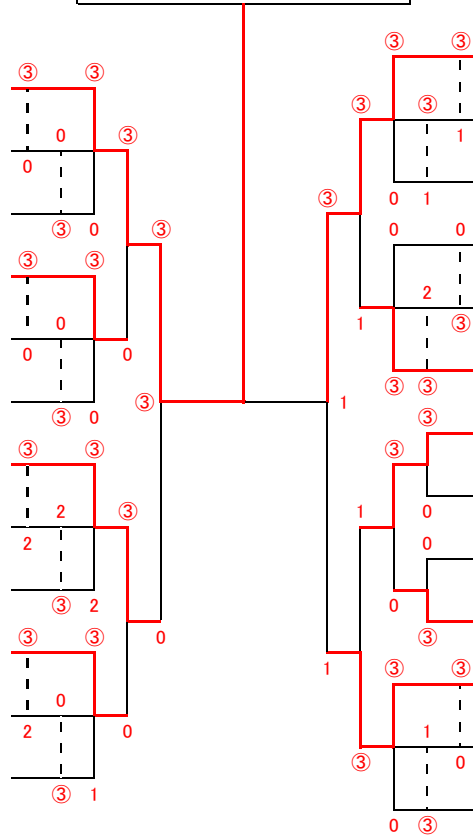 ③ ③
③ ③ ③
③ ③
0 ③ 1
0
③ 0 1
③ 0 ③ ③
0 0
③ ③ 2
0 ③
0 0 0 1
③ ③
③ 0 ③ 1
③
③ ③ ③
2 ③ 1
2 0
0
③ 2 0
③ ③ ③
0 1
③ ③
0 1
2 0 0
③
③ 1 0 ③